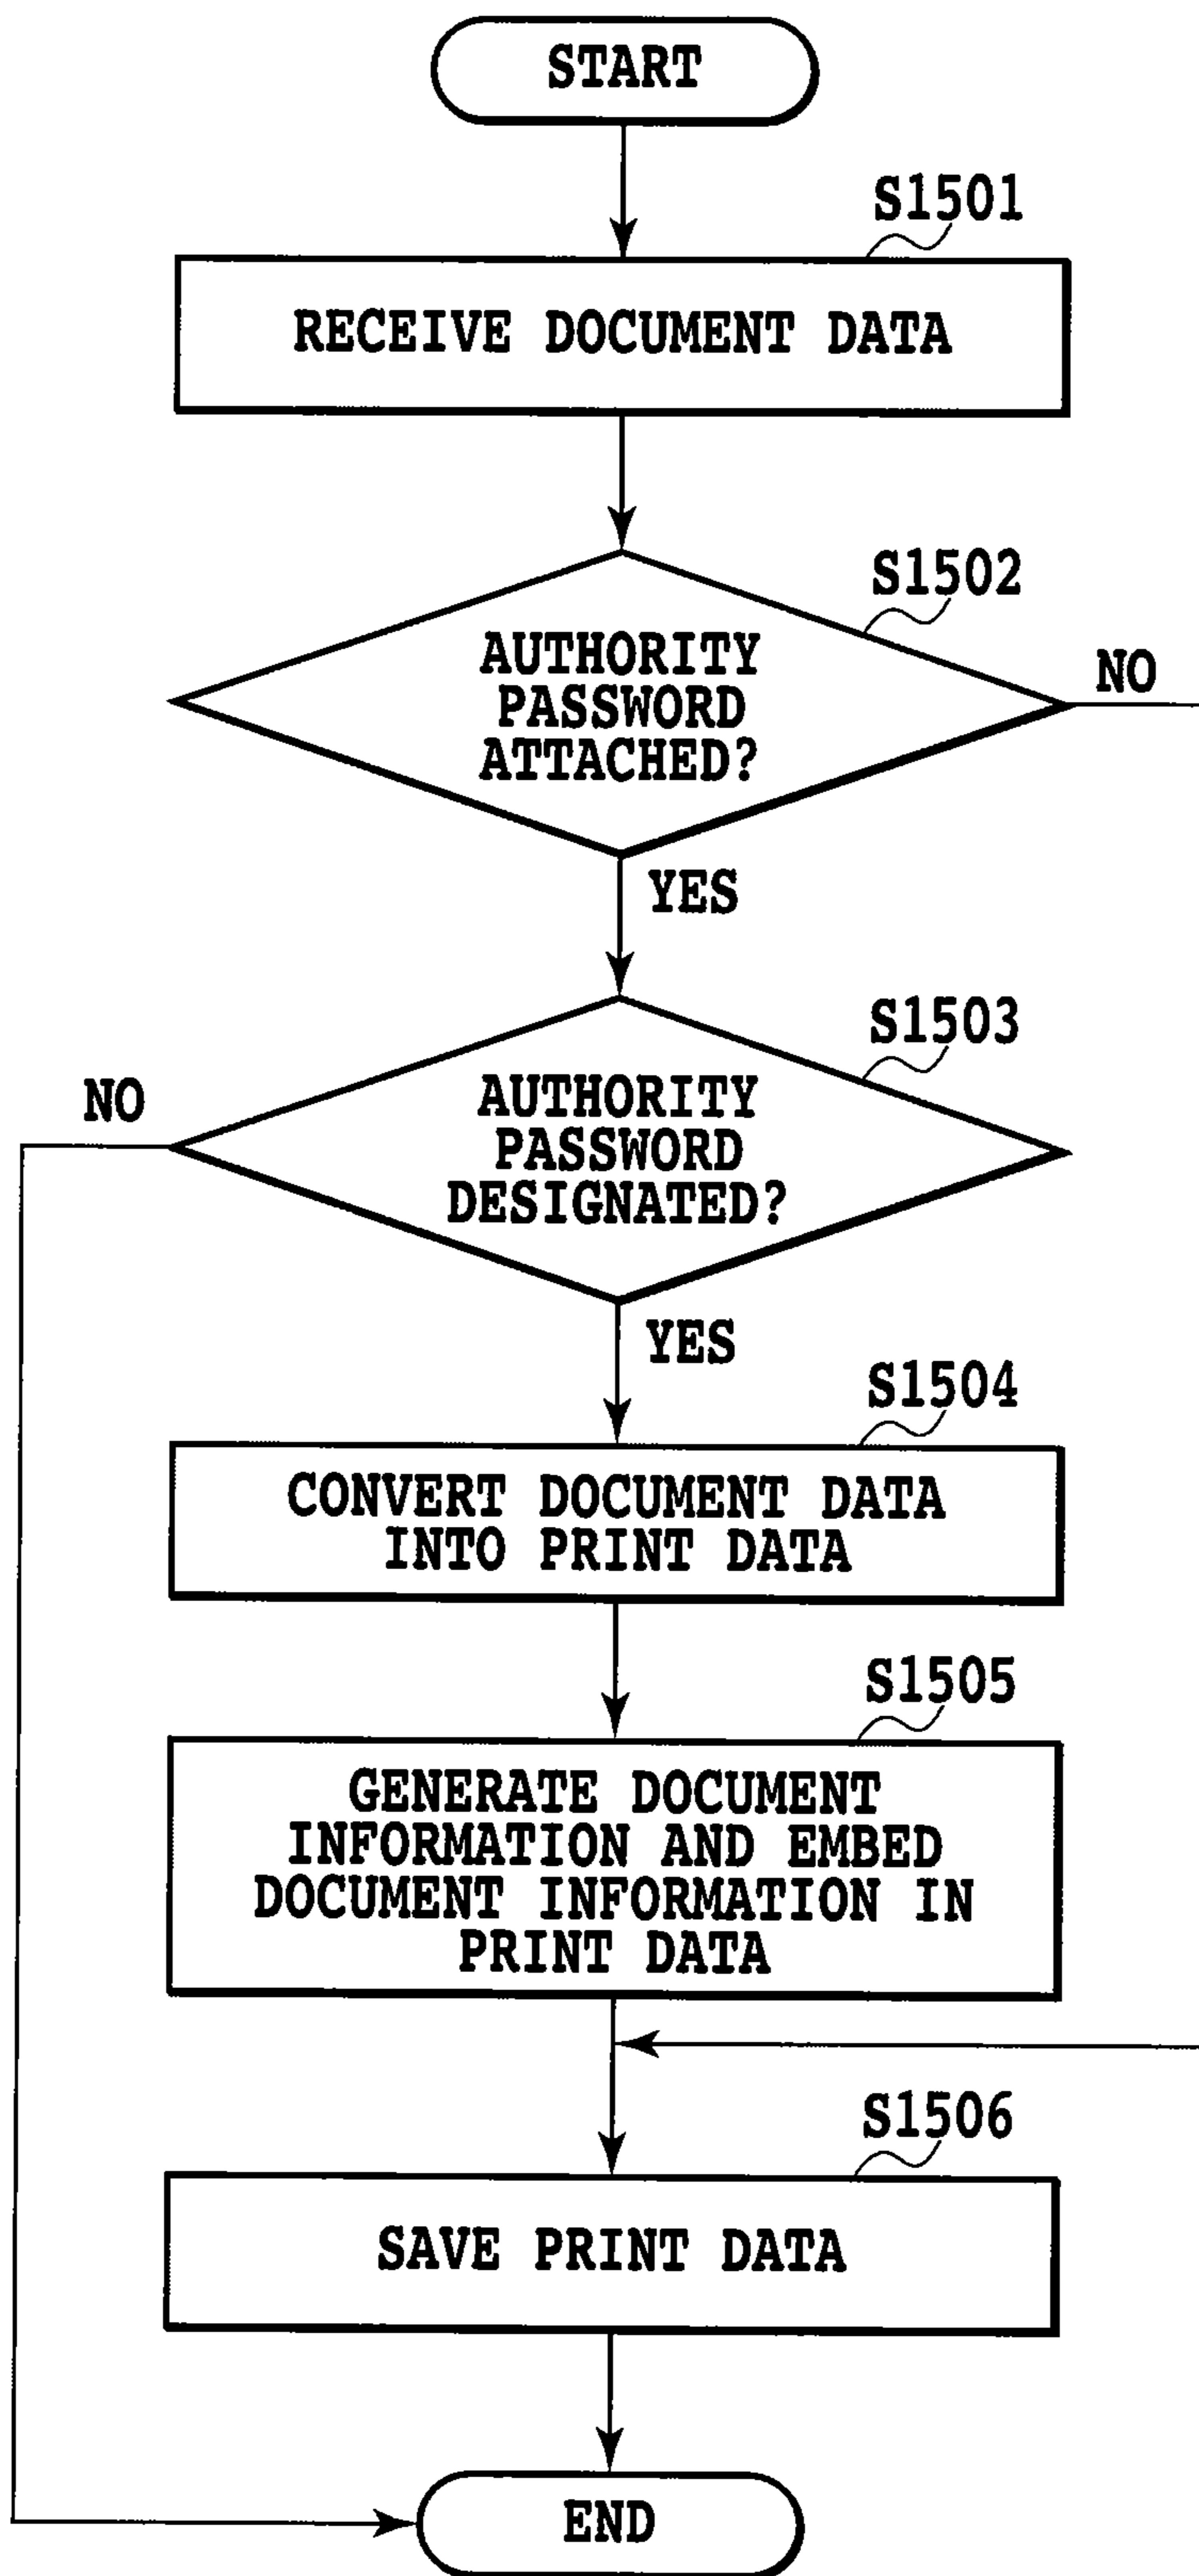 START
S1501
RECEIVE DOCUMENT DATA
S1502
AUTHORITY
PASSWORD
ATTACHED?
NO
YES
S1503
AUTHORITY
PASSWORD
DESIGNATED?
NO
YES
S1504
CONVERT DOCUMENT DATA
INTO PRINT DATA
S1505
GENERATE DOCUMENT
INFORMATION AND EMBED
DOCUMENT INFORMATION IN
PRINT DATA
S1506
SAVE PRINT DATA
END